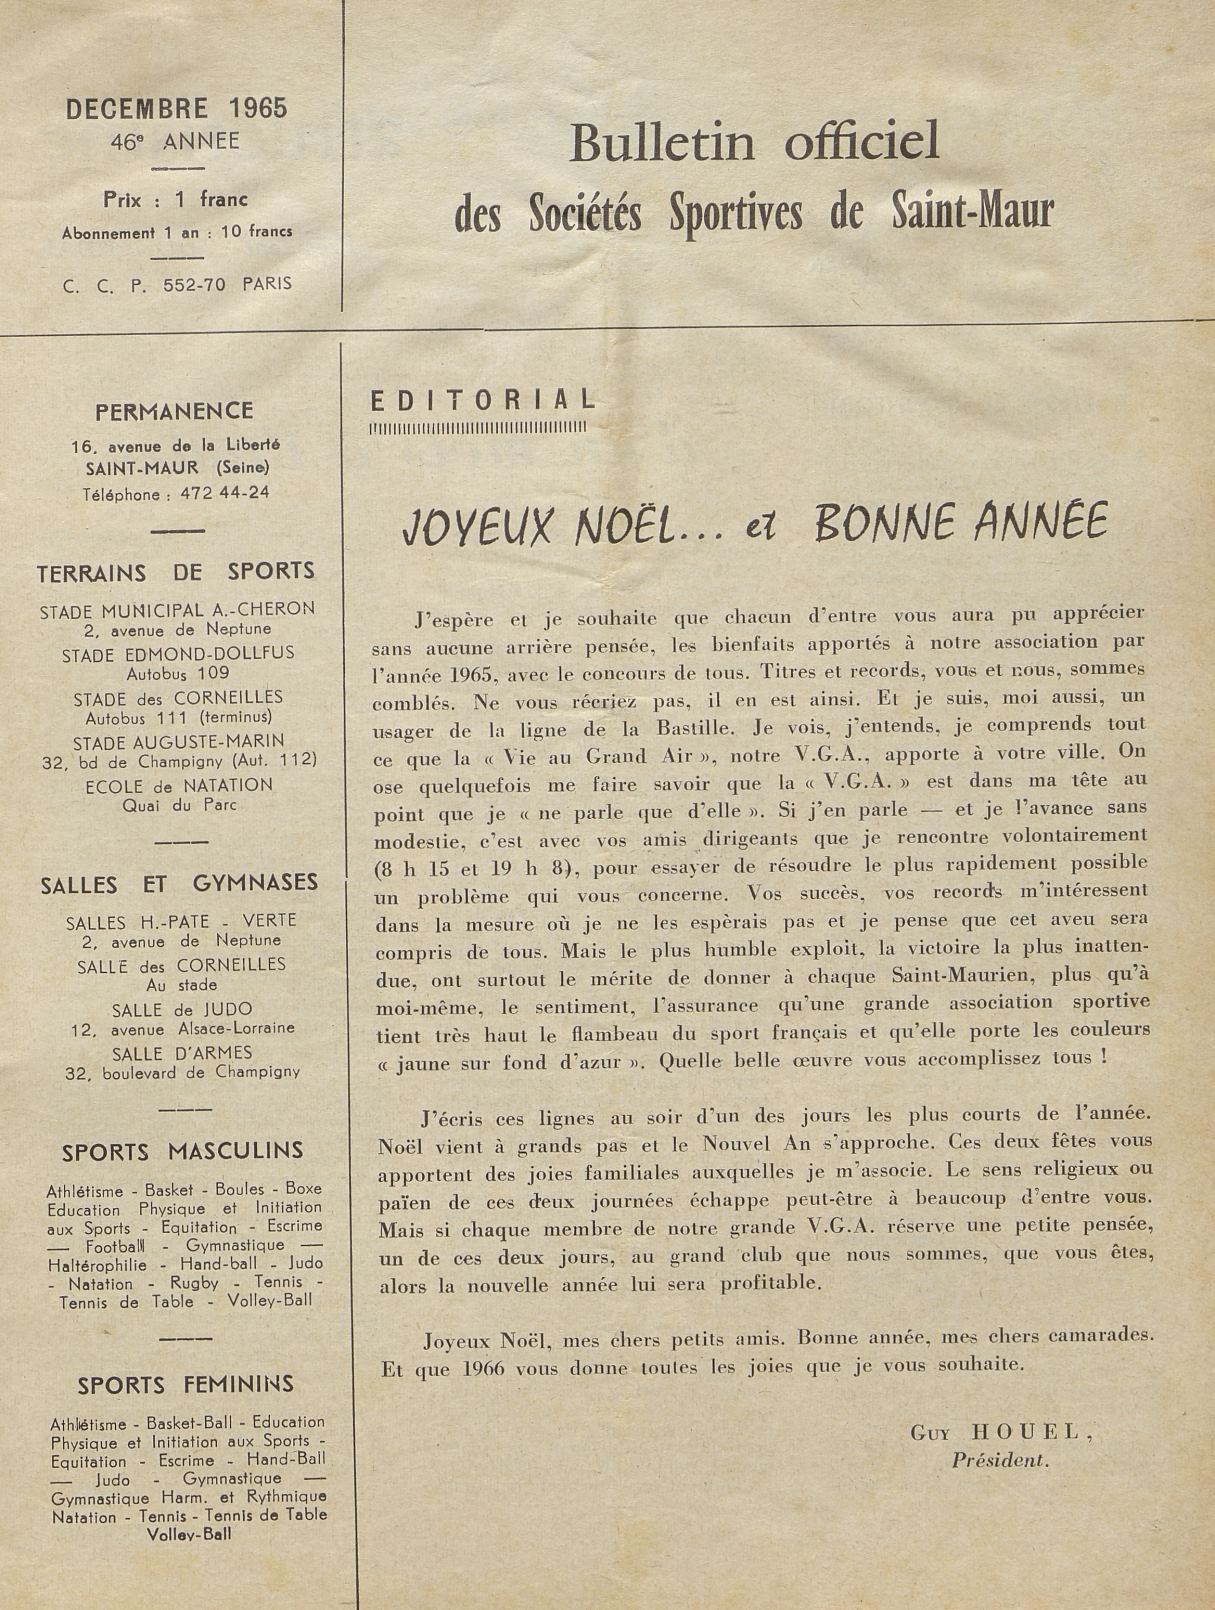 DECEMBRE 1965
46e ANNEE
Prix : 1 franc
Abonnement 1 an : 10 francs
C. C. P. 552-70 PARIS
Bulletin officiel
des Sociétés Sportives de Saint-Maur
PERMANENCE
16, avenue de la Liberté
SAINT-MAUR (Seine)
Téléphone : 472 44-24
TERRAINS DE SPORTS
STADE MUNICIPAL A.-CHERON
2, avenue de Neptune
STADE EDMOND-DOLLFUS
Autobus 109
STADE des CORNEILLES
Autobus 111 (terminus)
STADE AUGUSTE-MARIN
32, bd de Champigny (Aut. 112)
ECOLE de NATATION
Quai du Parc
SALLES ET GYMNASES
SALLES H.-PATE - VERTE
2, avenue de Neptune
SALLE des CORNEILLES
Au stade
SALLE de JUDO
12, avenue Alsace-Lorraine
SALLE D'ARMES
32, boulevard de Champigny
SPORTS MASCULINS
Athlétisme - Basket - Boules - Boxe
Education Physique et Initiation
aux Sports - Equitation - Escrime
— Football - Gymnastique —
Haltérophilie - Hand-ball - Judo
- Natation - Rugby - Tennis -
Tennis de Table - Volley-Ball
SPORTS FEMININS
Athlétisme - Basket-Ball - Education
Physique et Initiation aux Sports -
Equitation - Escrime - Hand-Ball
— Judo - Gymnastique —
Gymnastique Harm. et Rythmique
Natation - Tennis - Tennis de Table
Volley-Ball
EDITORIAL
JOYEUX NOËL... et BONNE ANNÉE
J'espère et je souhaite que chacun d'entre vous aura pu apprécier
sans aucune arrière pensée, les bienfaits apportés à notre association par
l'année 1965, avec le concours de tous. Titres et records, vous et nous, sommes
comblés. Ne vous récriez pas, il en est ainsi. Et je suis, moi aussi, un
usager de la ligne de la Bastille. Je vois, j'entends, je comprends tout
ce que la « Vie au Grand Air », notre V.G.A., apporte à votre ville. On
ose quelquefois me faire savoir que la « V.G.A. » est dans ma tête au
point que je « ne parle que d'elle ». Si j'en parle — et je l'avance sans
modestie, c'est avec vos amis dirigeants que je rencontre volontairement
(8 h 15 et 19 h 8), pour essayer de résoudre le plus rapidement possible
un problème qui vous concerne. Vos succès, vos records m'intéressent
dans la mesure où je ne les espèrais pas et je pense que cet aveu sera
compris de tous. Mais le plus humble exploit, la victoire la plus inatten-
due, ont surtout le mérite de donner à chaque Saint-Maurien, plus qu'à
moi-même, le sentiment, l'assurance qu'une grande association sportive
tient très haut le flambeau du sport français et qu'elle porte les couleurs
« jaune sur fond d'azur ». Quelle belle œuvre vous accomplissez tous !
J'écris ces lignes au soir d'un des jours les plus courts de l'année.
Noël vient à grands pas et le Nouvel An s'approche. Ces deux fêtes vous
apportent des joies familiales auxquelles je m'associe. Le sens religieux ou
païen de ces deux journées échappe peut-être à beaucoup d'entre vous.
Mais si chaque membre de notre grande V.G.A. réserve une petite pensée,
un de ces deux jours, au grand club que nous sommes, que vous êtes,
alors la nouvelle année lui sera profitable.
Joyeux Noël, mes chers petits amis. Bonne année, mes chers camarades.
Et que 1966 vous donne toutes les joies que je vous souhaite.
GUY HOUEL,
Président.